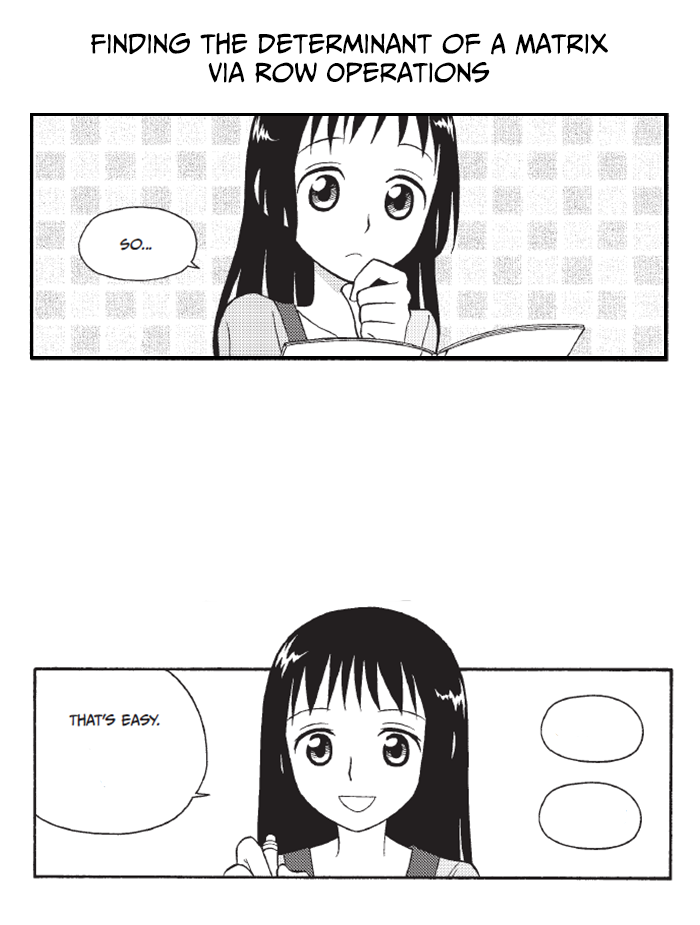 FINDING THE DETERMINANT OF A MATRIX
VIA ROW OPERATIONS
SO...
THAT'S EASY.